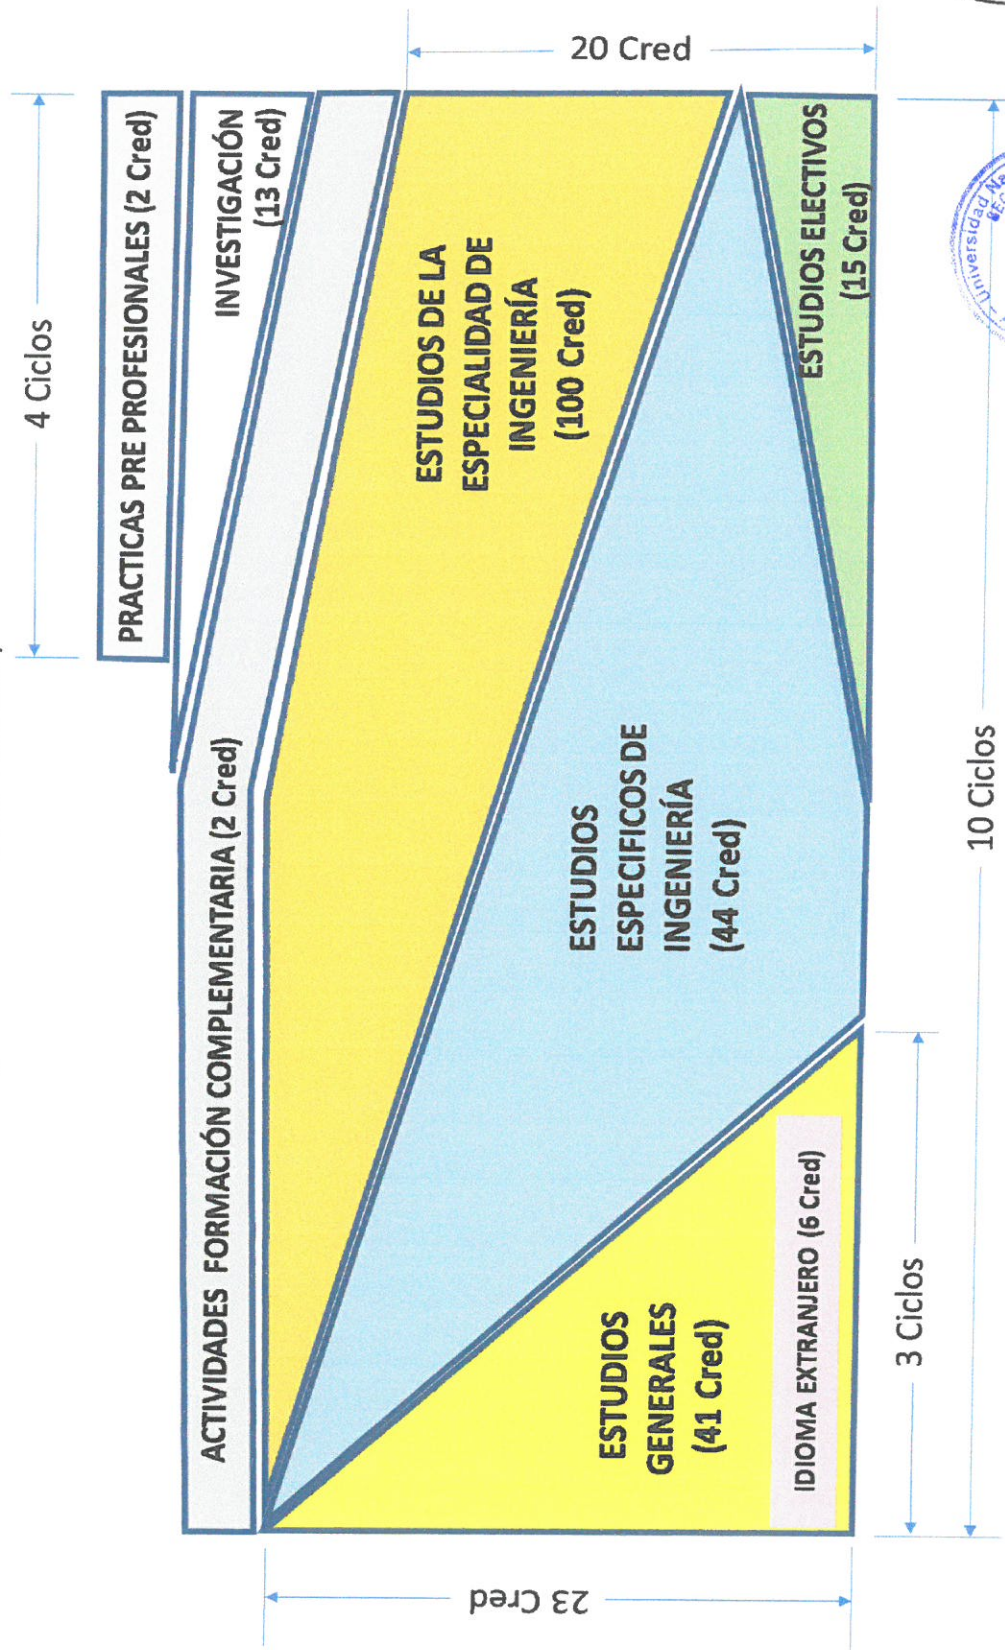 4 Ciclos
PRACTICAS PRE PROFESIONALES (2 Cred)
INVESTIGACIÓN
(13 Cred)
ACTIVIDADES FORMACIÓN COMPLEMENTARIA (2 Cred)
20 Cred
ESTUDIOS DE LA
ESPECIALIDAD DE
INGENIERÍA
(100 Cred)
23 Cred
ESTUDIOS
ESPECIFICOS DE
INGENIERÍA
(44 Cred)
ESTUDIOS
GENERALES
(41 Cred)
IDIOMA EXTRANJERO (6 Cred)
ESTUDIOS ELECTIVOS
(15 Cred)
3 Ciclos
10 Ciclos
Universidad